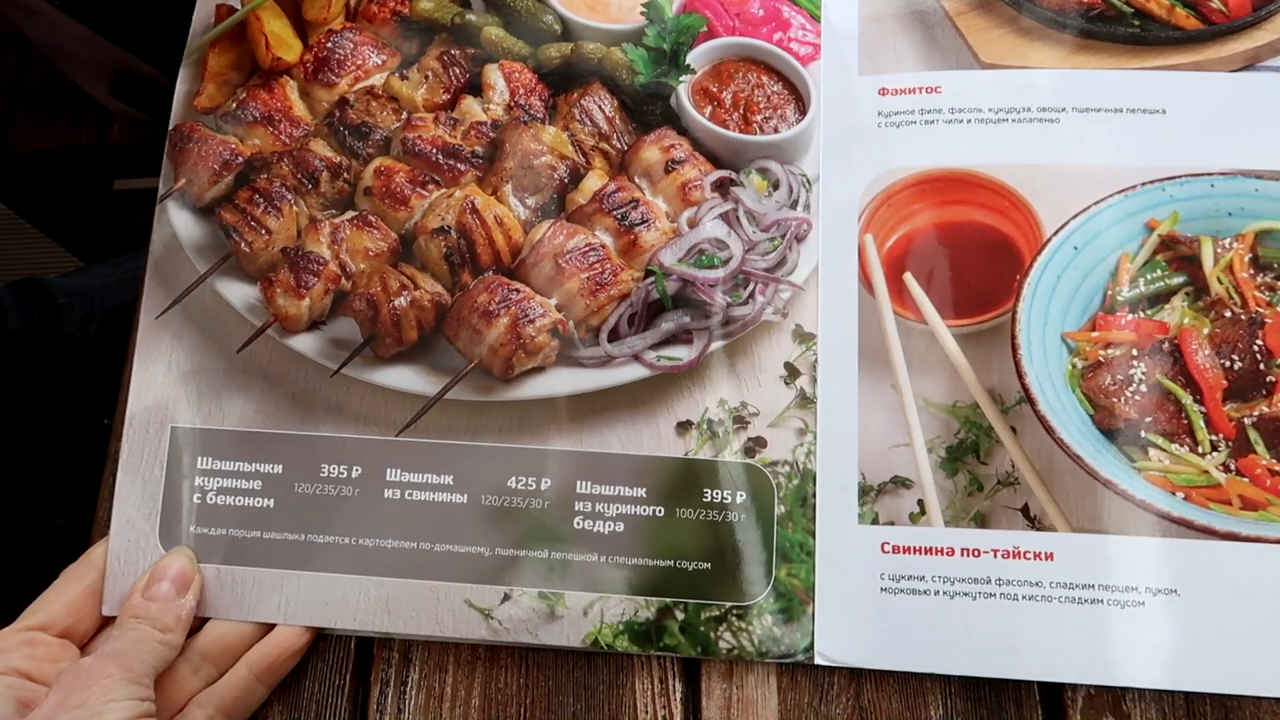 Шашлычки
куриные
с беконом
395 ₽
120/235/30 г
Шашлык
из свинины
425 ₽
120/235/30 г
Шашлык
из куриного
бедра
395 ₽
100/235/30 г
Каждая порция шашлыка подается с картофелем по-домашнему, пшеничной лепешкой и специальным соусом
Фахитос
Куриное филе, фасоль, кукуруза, овощи, пшеничная лепешка
с соусом свит чили и перцем халапеньо
Свинина по-тайски
с цукини, стручковой фасолью, сладким перцем, луком,
морковью и кунжутом под кисло-сладким соусом